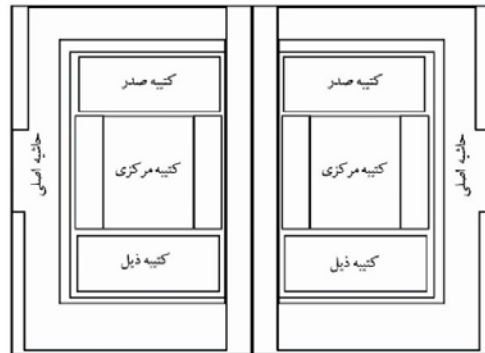 کتیبه صدر
کتیبه مرکزی
کتیبه ذیل
حاشیه اصلی
کتیبه صدر
کتیبه مرکزی
کتیبه ذیل
حاشیه اصلی